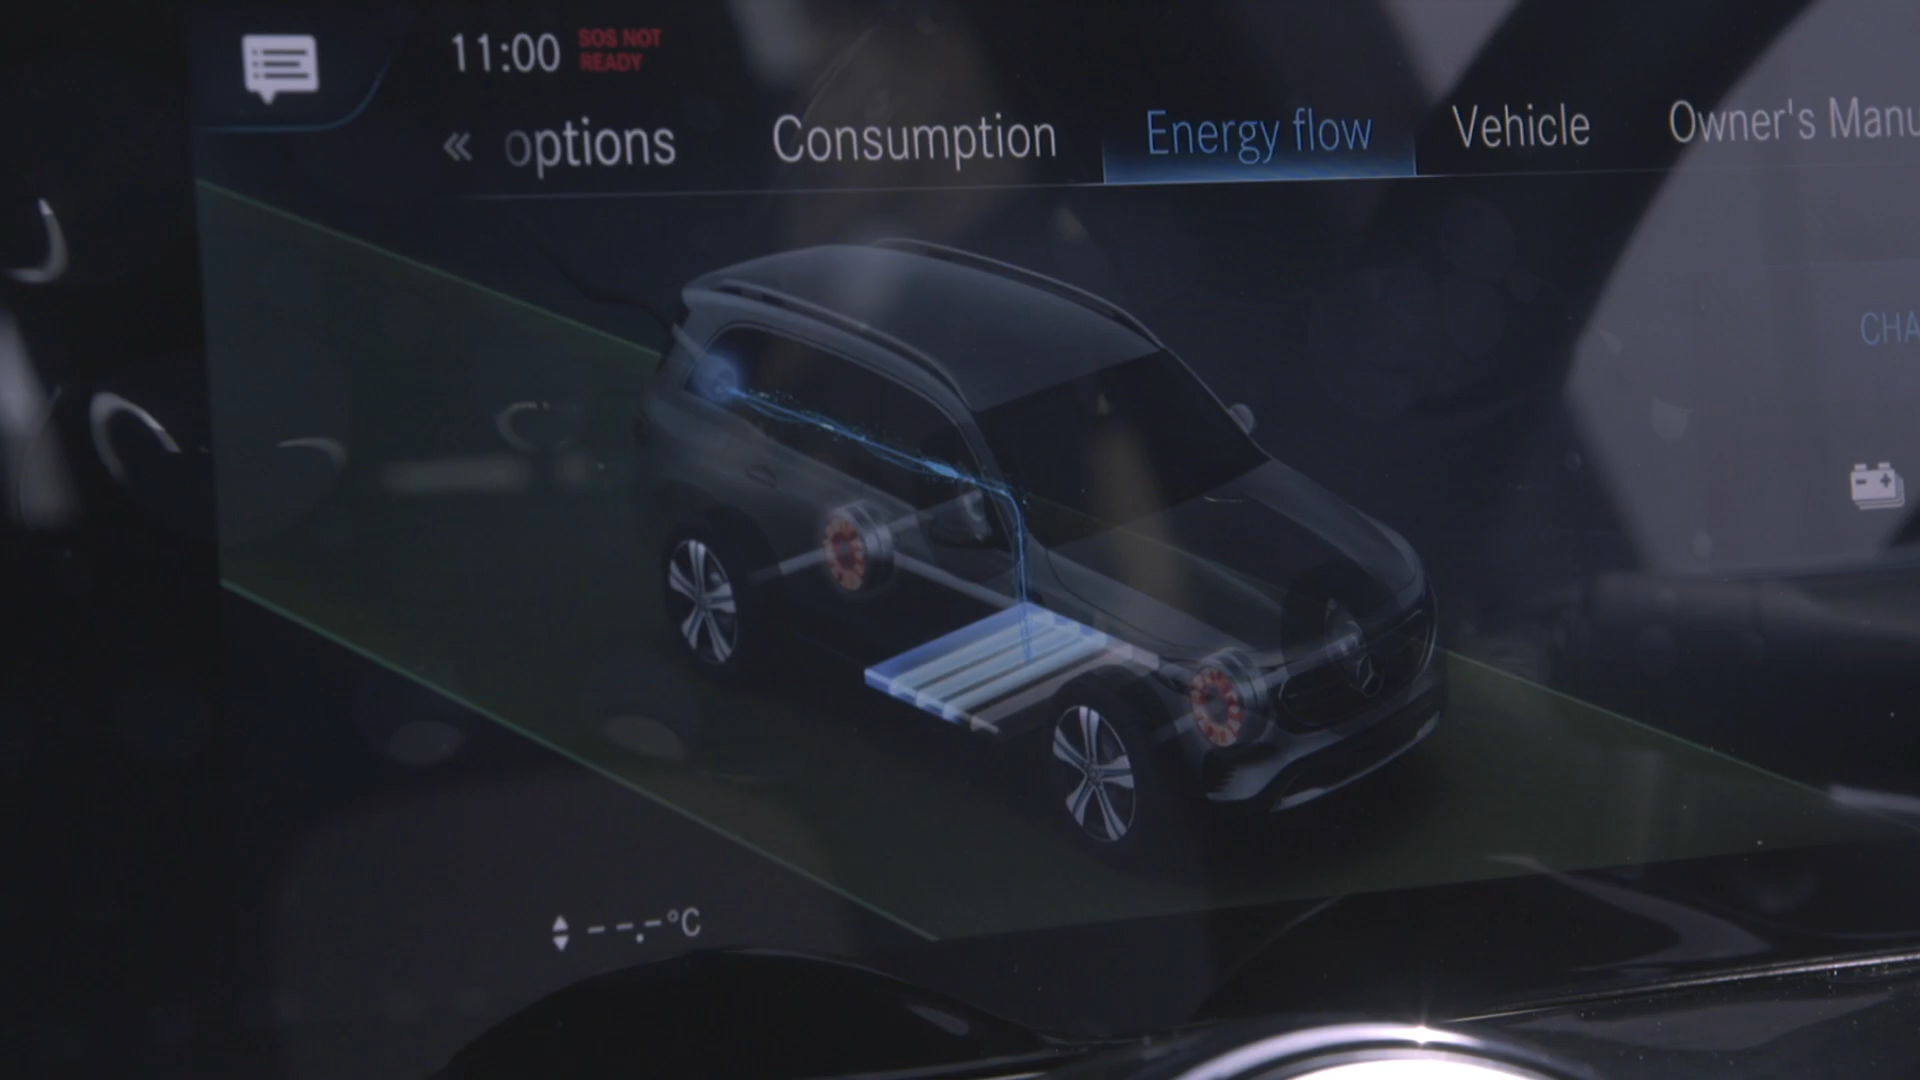 11:00 SOS NOT
READY
« options Consumption Energy flow Vehicle Owner's Manu
CHA
--.-°C